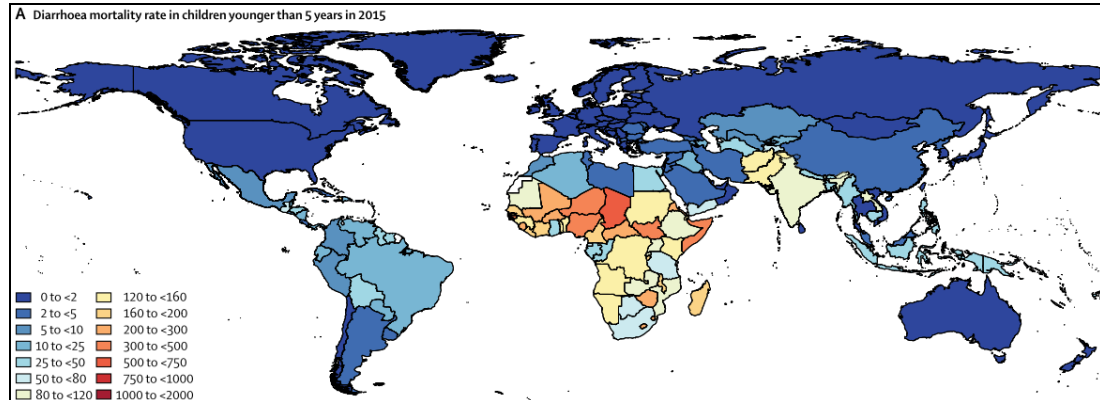 A Diarrhoea mortality rate in children younger than 5 years in 2015
0 to <2
2 to <5
5 to <10
10 to <25
25 to <50
50 to <80
80 to <120
120 to <160
160 to <200
200 to <300
300 to <500
500 to <750
750 to <1000
1000 to <2000